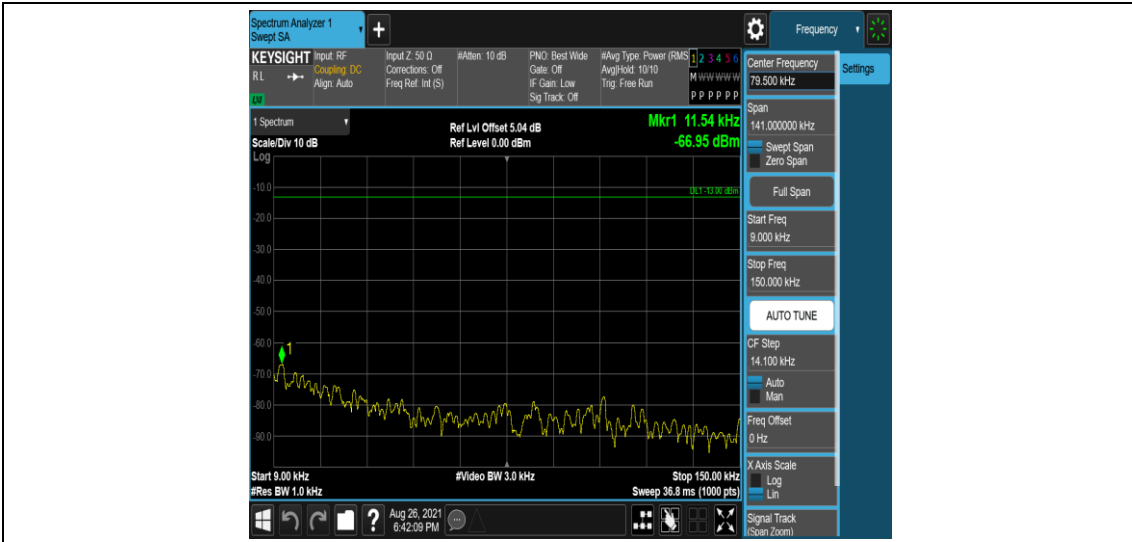 Spectrum Analyzer 1
Swept SA
+
Frequency
KEYSIGHT
RL
Input: RF
Coupling: DC
Align: Auto
Input Z: 50 Ω
Corrections: Off
Freq Ref: Int (S)
#Atten: 10 dB
PNO: Best Wide
Gate: Off
IF Gain: Low
Sig Track: Off
#Avg Type: Power (RMS
Avg|Hold: 10/10
Trig: Free Run
1 2 3 4 5 6
M W W W W W
P P P P P P
1 Spectrum
Scale/Div 10 dB
Log
Ref Lvl Offset 5.04 dB
Ref Level 0.00 dBm
Mkr1 11.54 kHz
-66.95 dBm
DL1 -13.00 dBm
-10.0
-20.0
-30.0
-40.0
-50.0
-60.0
-70.0
-80.0
-90.0
1
Start 9.00 kHz
#Res BW 1.0 kHz
#Video BW 3.0 kHz
Stop 150.00 kHz
Sweep 36.8 ms (1000 pts)
Aug 26, 2021
6:42:09 PM
?
Center Frequency
79.500 kHz
Settings
Span
141.000000 kHz
Swept Span
Zero Span
Full Span
Start Freq
9.000 kHz
Stop Freq
150.000 kHz
AUTO TUNE
CF Step
14.100 kHz
Auto
Man
Freq Offset
0 Hz
X Axis Scale
Log
Lin
Signal Track
(Span Zoom)